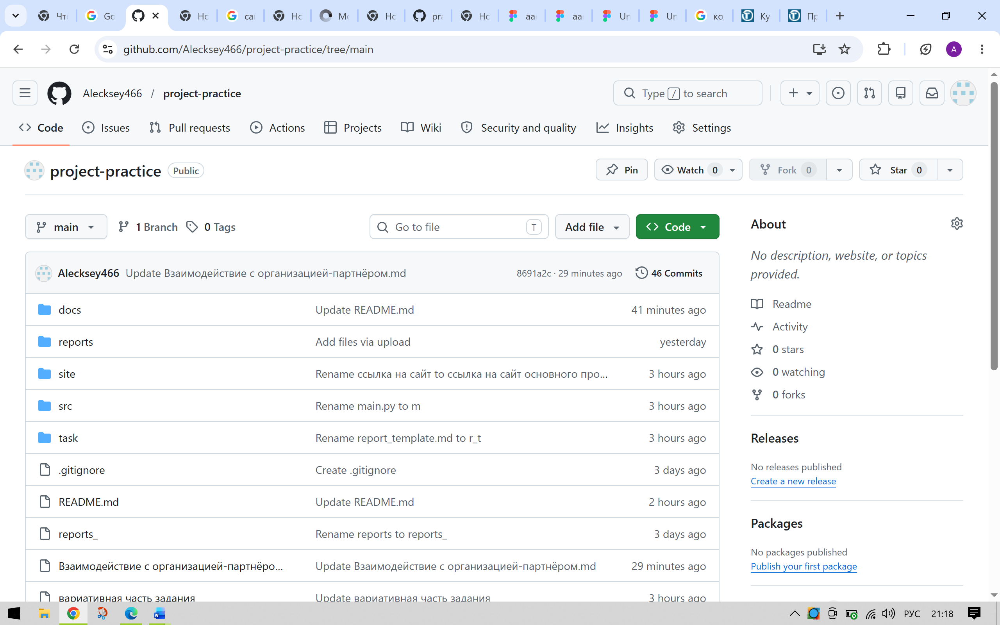 Чт
Go
Но
сай
Но
Мо
Но
pra
Но
aa
aa
Un
Un
ко
Ку
Пр
github.com/Alecksey466/project-practice/tree/main
A
Alecksey466 / project-practice
Type / to search
Code Issues Pull requests Actions Projects Wiki Security and quality Insights Settings
project-practice Public
Pin Watch 0 Fork 0 Star 0
main 1 Branch 0 Tags
Go to file T Add file Code
Alecksey466 Update Взаимодействие с организацией-партнёром.md 8691a2c · 29 minutes ago 46 Commits
docs Update README.md 41 minutes ago
reports Add files via upload yesterday
site Rename ссылка на сайт to ссылка на сайт основного про... 3 hours ago
src Rename main.py to m 3 hours ago
task Rename report_template.md to r_t 3 hours ago
.gitignore Create .gitignore 3 days ago
README.md Update README.md 2 hours ago
reports_ Rename reports to reports_ 3 days ago
Взаимодействие с организацией-партнёро... Update Взаимодействие с организацией-партнёром.md 29 minutes ago
вариативная часть задания Update вариативная часть задания 3 hours ago
About
No description, website, or topics
provided.
Readme
Activity
0 stars
0 watching
0 forks
Releases
No releases published
Create a new release
Packages
No packages published
Publish your first package
РУС 21:18